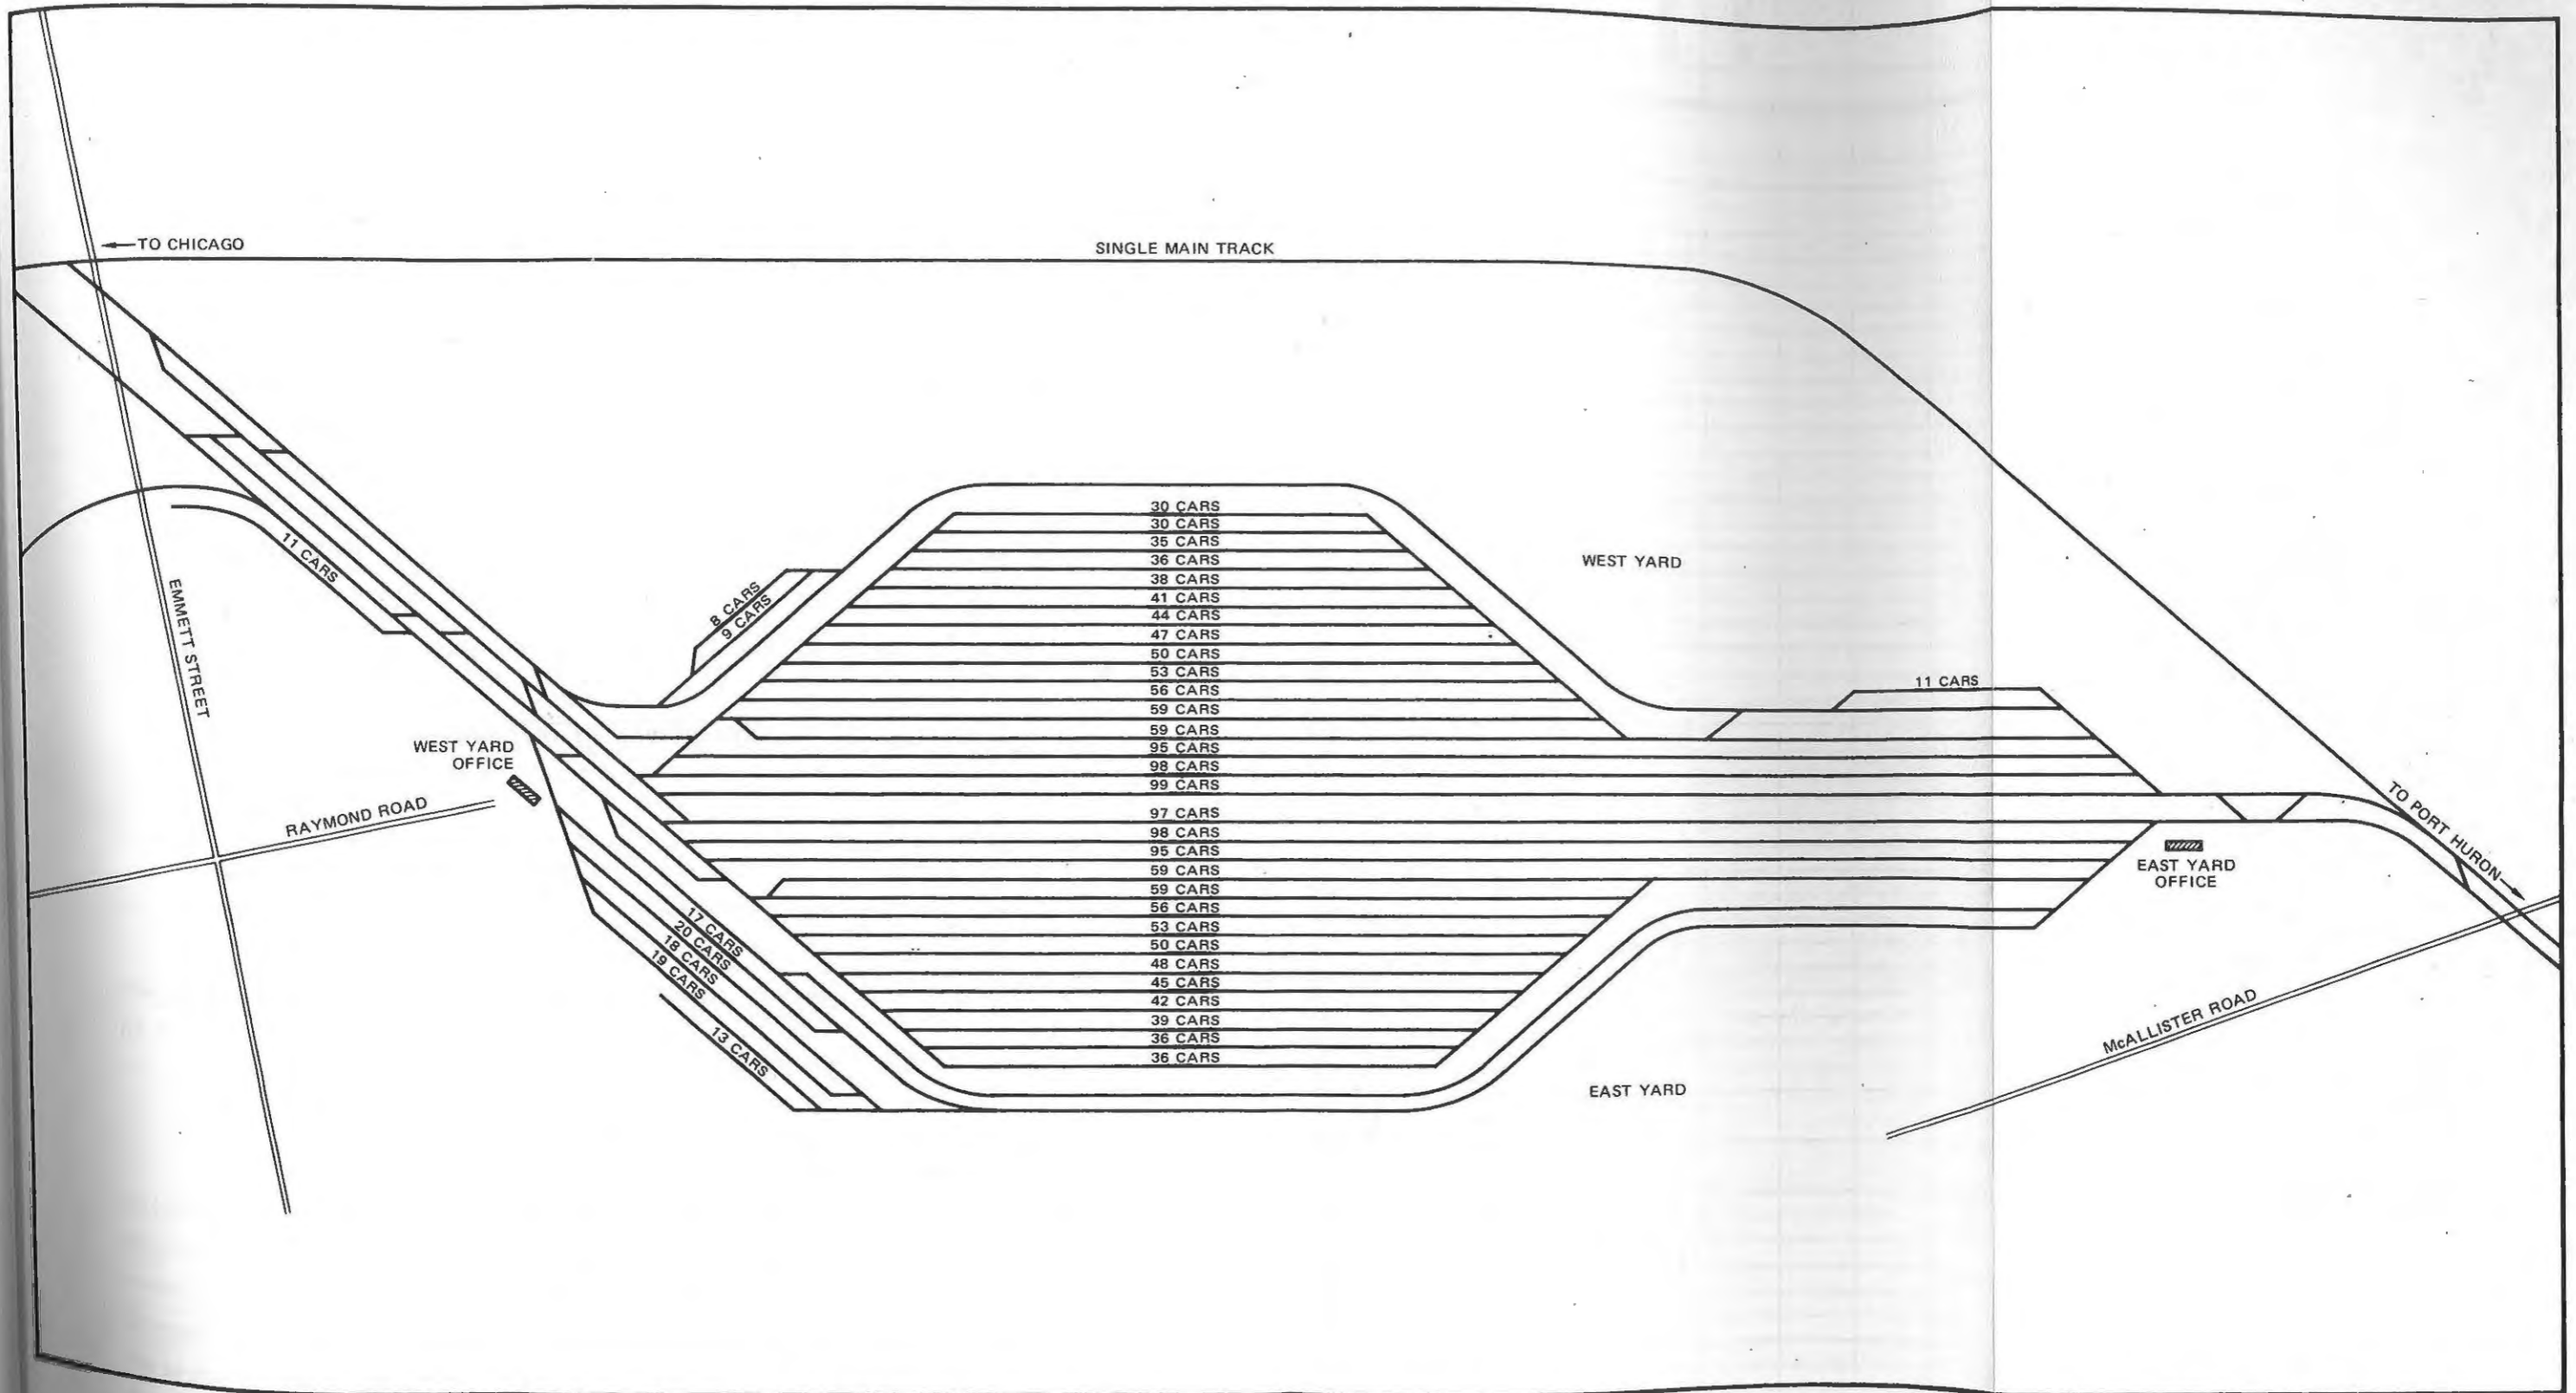 TO CHICAGO
SINGLE MAIN TRACK
EMMETT STREET
11 CARS
8 CARS
9 CARS
WEST YARD
OFFICE
RAYMOND ROAD
30 CARS
30 CARS
35 CARS
36 CARS
38 CARS
41 CARS
44 CARS
47 CARS
50 CARS
53 CARS
56 CARS
59 CARS
59 CARS
95 CARS
98 CARS
99 CARS
97 CARS
98 CARS
95 CARS
59 CARS
59 CARS
56 CARS
53 CARS
50 CARS
48 CARS
45 CARS
42 CARS
39 CARS
36 CARS
36 CARS
17 CARS
20 CARS
18 CARS
19 CARS
13 CARS
WEST YARD
11 CARS
EAST YARD
TO PORT HURON
EAST YARD
OFFICE
McALLISTER ROAD